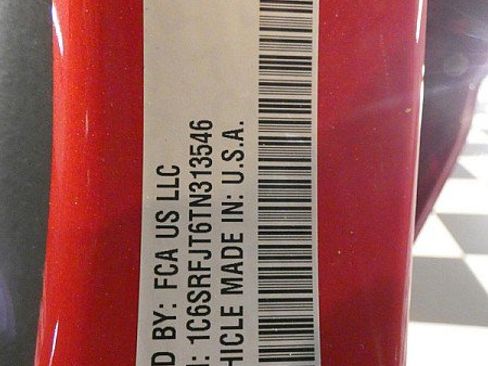 D BY: FCA US LLC
: 1C6SRFJT6TN313546
HICLE MADE IN: U.S.A.